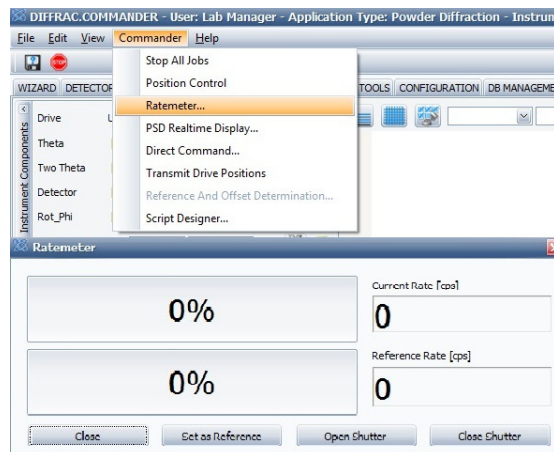 DIFFRAC.COMMANDER - User: Lab Manager - Application Type: Powder Diffraction - Instrum
File Edit View Commander Help
WIZARD DETECTOR TOOLS CONFIGURATION DB MANAGEME
Stop All Jobs
Position Control
Ratemeter...
PSD Realtime Display...
Direct Command...
Transmit Drive Positions
Reference And Offset Determination...
Script Designer...
Instrument Components
Drive
Theta
Two Theta
Detector
Rot_Phi
Ratemeter
Current Rate [cps]
0% 0
Reference Rate [cps]
0% 0
Close Set as Reference Open Shutter Close Shutter